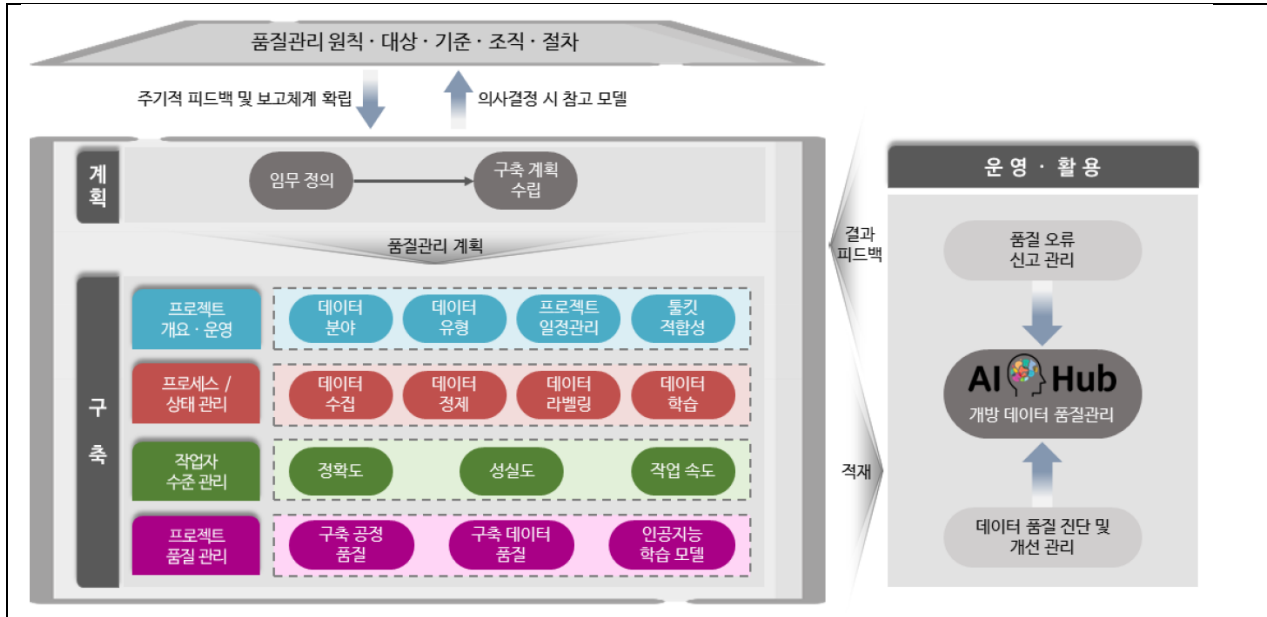 품질관리 원칙 · 대상 · 기준 · 조직 · 절차
주기적 피드백 및 보고체계 확립
의사결정 시 참고 모델
계
획
임무 정의
구축 계획
수립
품질관리 계획
구
축
프로젝트
개요 · 운영
데이터
분야
데이터
유형
프로젝트
일정관리
툴킷
적합성
프로세스 /
상태 관리
데이터
수집
데이터
정제
데이터
라벨링
데이터
학습
작업자
수준 관리
정확도
성실도
작업 속도
프로젝트
품질 관리
구축 공정
품질
구축 데이터
품질
인공지능
학습 모델
결과
피드백
적재
운영 · 활용
품질 오류
신고 관리
AI Hub
개방 데이터 품질관리
데이터 품질 진단 및
개선 관리